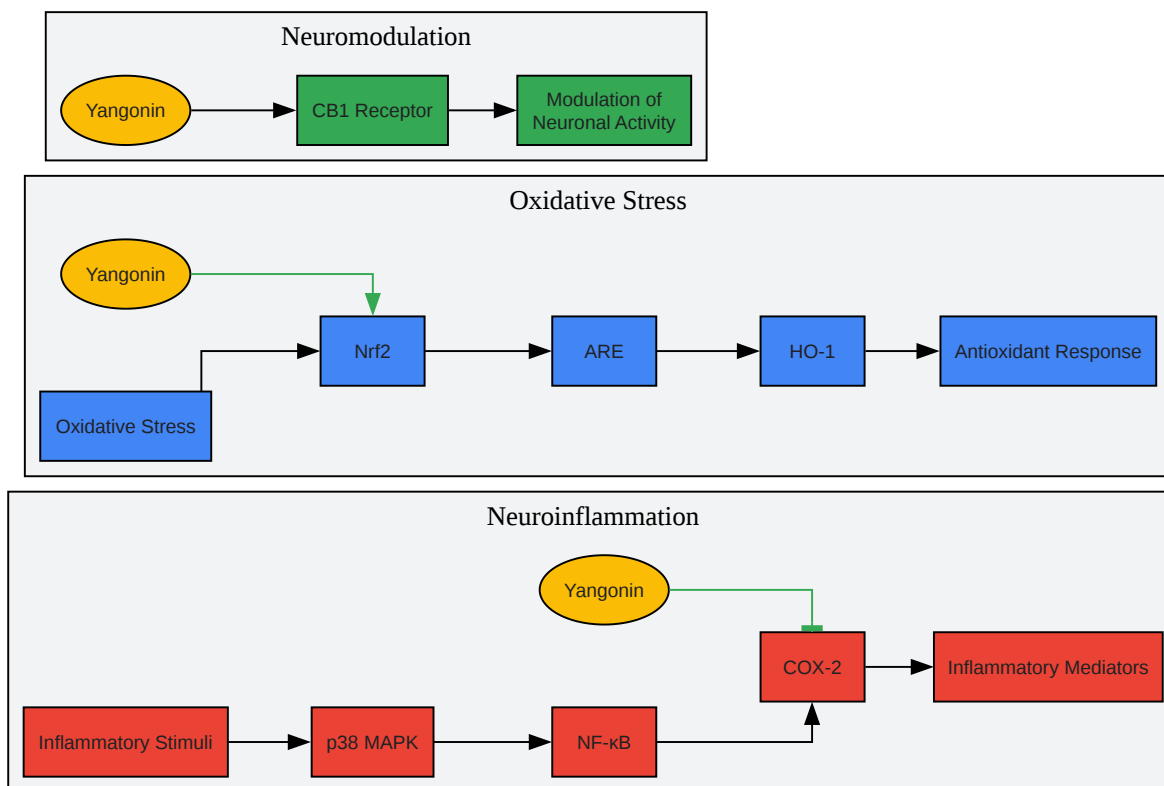 Neuromodulation
Yangonin
CB1 Receptor
Modulation of
Neuronal Activity
Oxidative Stress
Yangonin
Nrf2
ARE
HO-1
Antioxidant Response
Oxidative Stress
Neuroinflammation
Yangonin
COX-2
Inflammatory Mediators
Inflammatory Stimuli
p38 MAPK
NF-κB